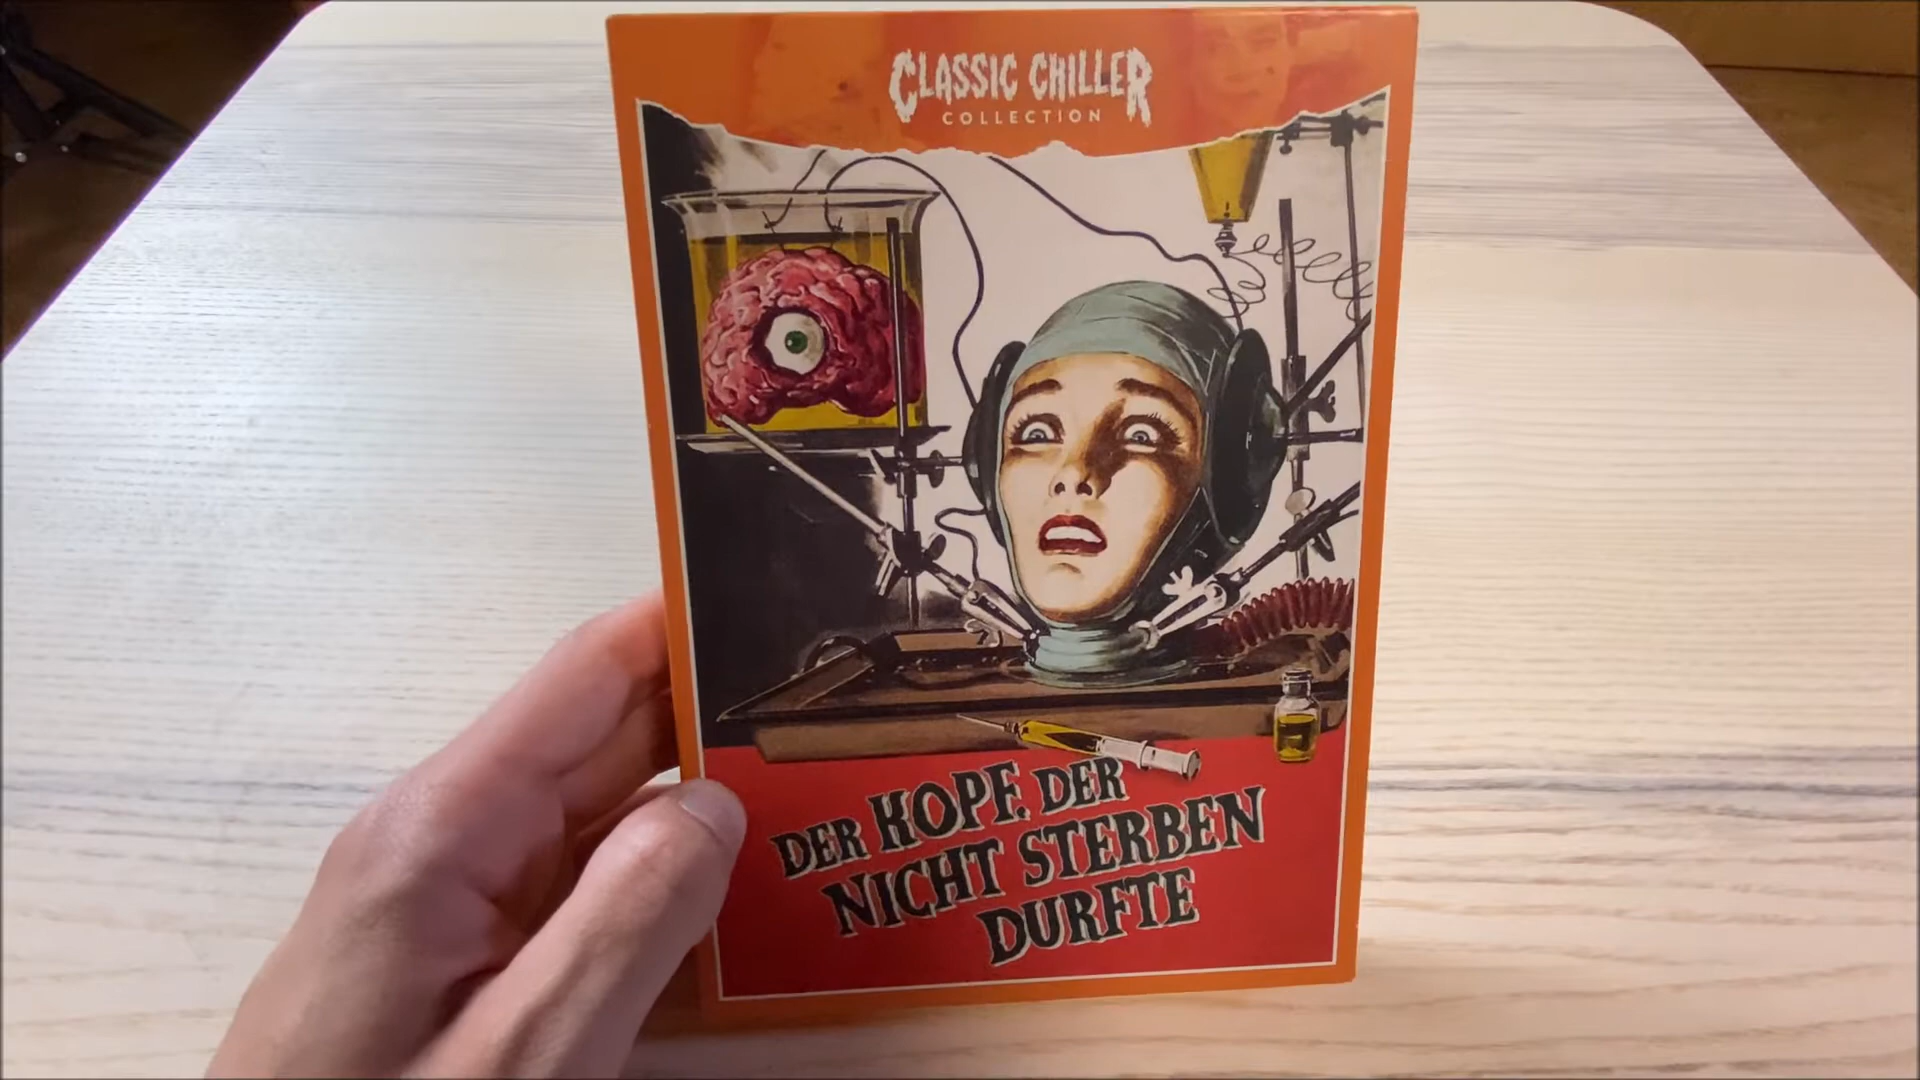 CLASSIC CHILLER
COLLECTION
DER KOPF, DER
NICHT STERBEN
DURFTE